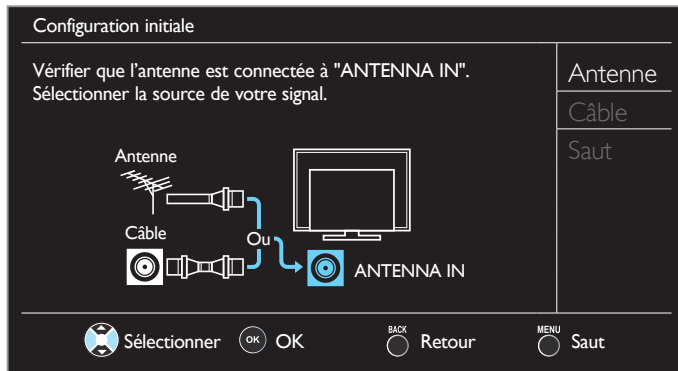 Configuration initiale
Vérifier que l'antenne est connectée à "ANTENNA IN".
Sélectionner la source de votre signal.
Antenne
Câble
Saut
Antenne
Câble
Ou
ANTENNA IN
Sélectionner
OK OK
BACK Retour
MENU Saut